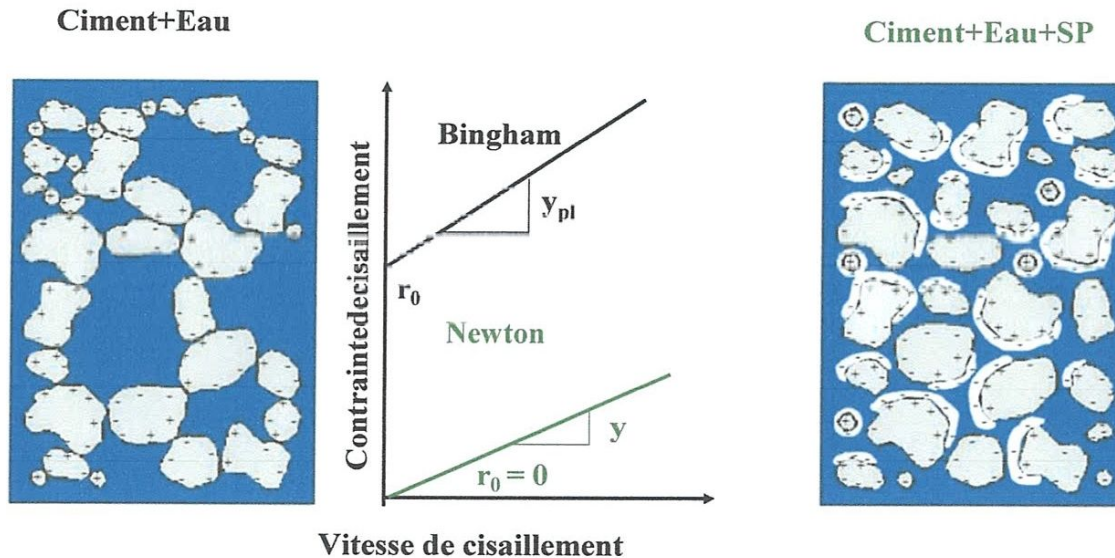 Ciment+Eau
Ciment+Eau+SP
Contraintedecisaillement
Bingham
ypl
r0
Newton
y
r0 = 0
Vitesse de cisaillement